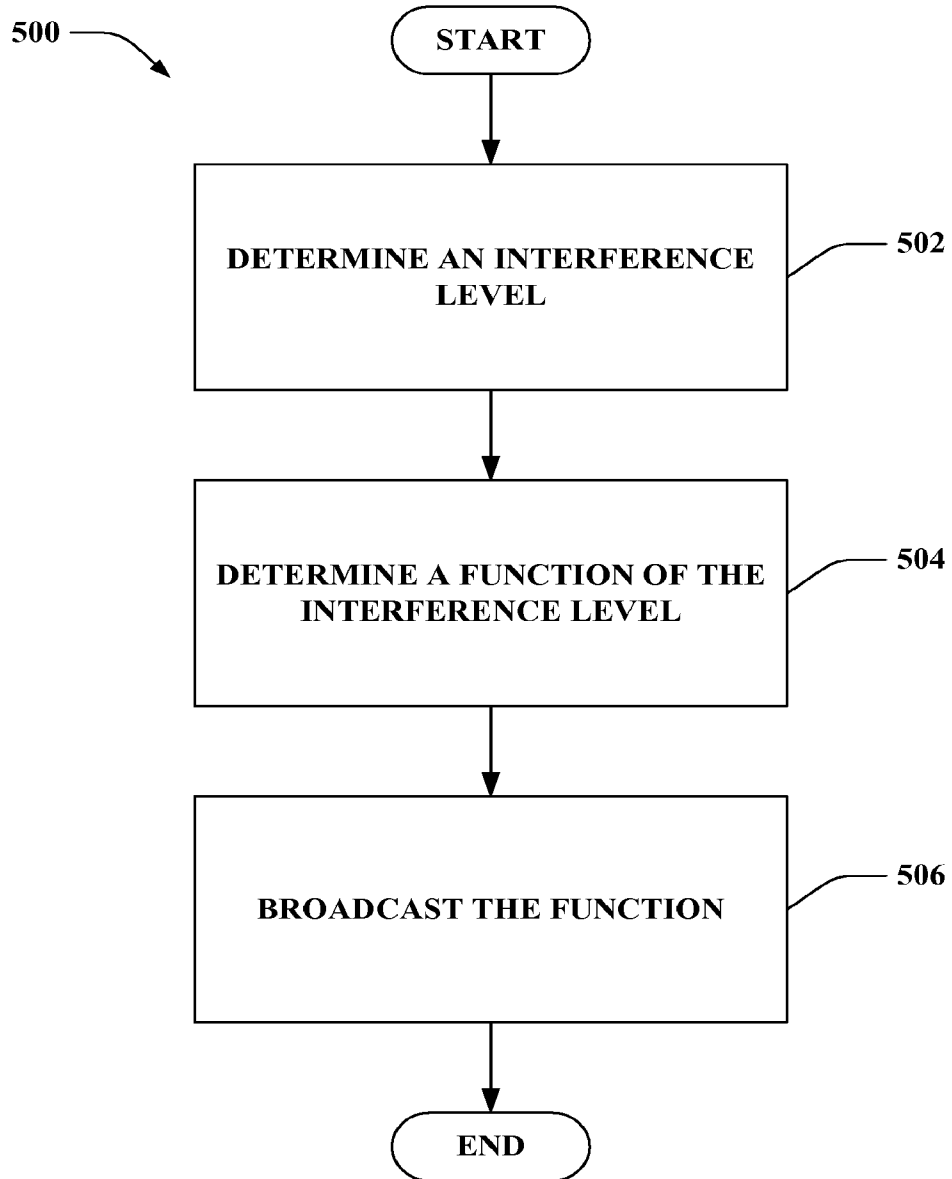 500
START
DETERMINE AN INTERFERENCE
LEVEL
502
DETERMINE A FUNCTION OF THE
INTERFERENCE LEVEL
504
BROADCAST THE FUNCTION
506
END